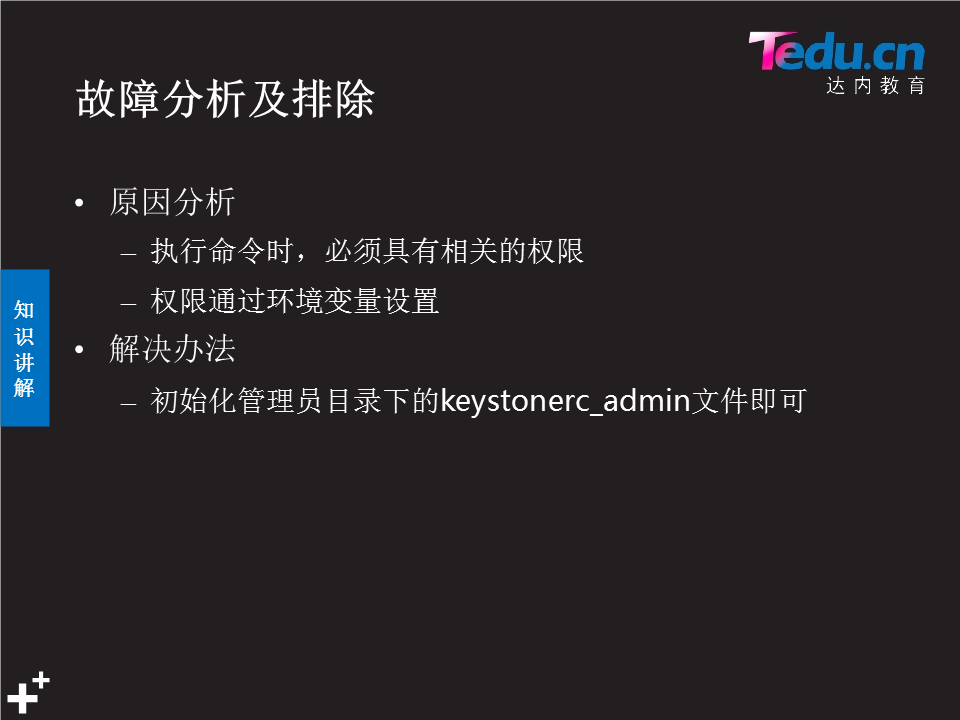 Tedu.cn
达内教育
故障分析及排除
• 原因分析
– 执行命令时，必须具有相关的权限
– 权限通过环境变量设置
• 解决办法
– 初始化管理员目录下的keystonerc_admin文件即可
知
识
讲
解